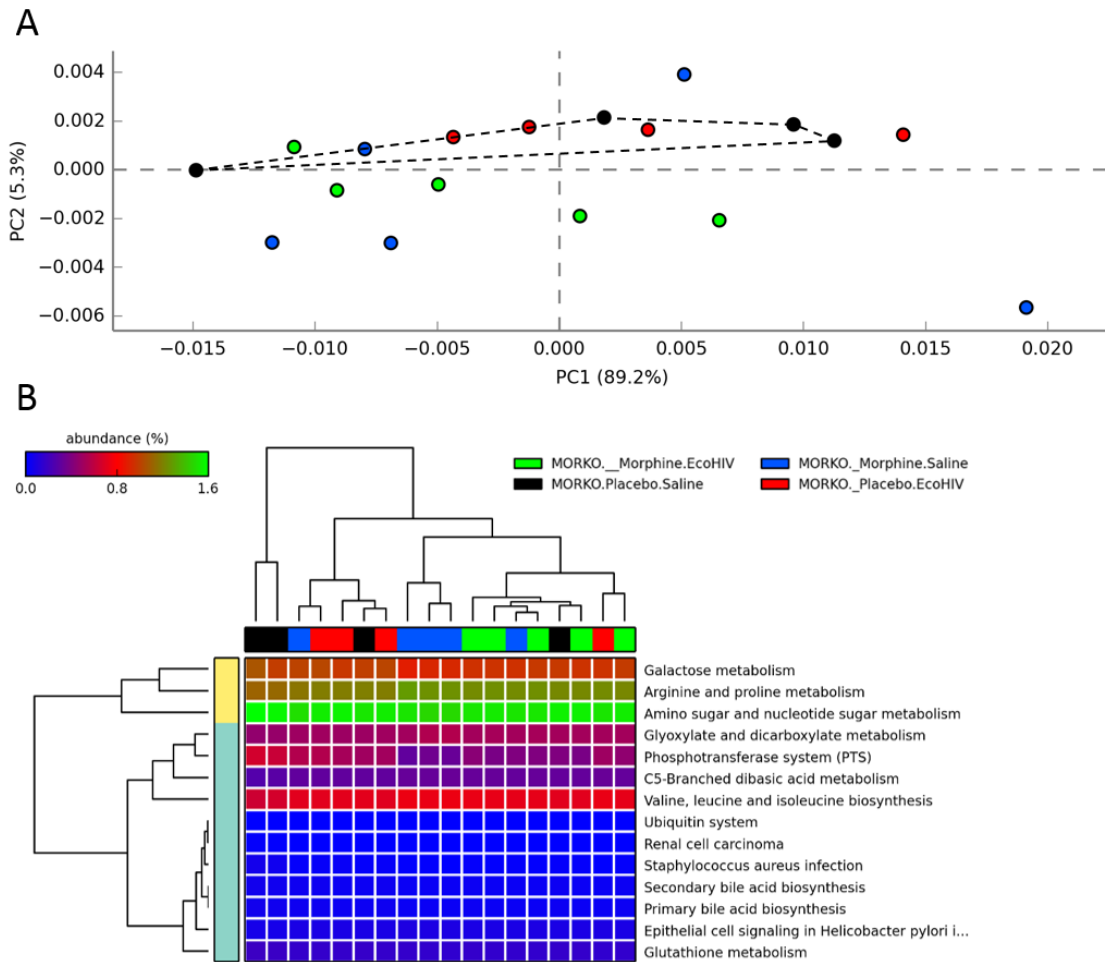 A
0.004
0.002
0.000
−0.002
−0.004
−0.006
PC2 (5.3%)
−0.015 −0.010 −0.005 0.000 0.005 0.010 0.015 0.020
PC1 (89.2%)
B
abundance (%)
0.0 0.8 1.6
MORKO.__Morphine.EcoHIV MORKO._Morphine.Saline
MORKO.Placebo.Saline MORKO._Placebo.EcoHIV
Galactose metabolism
Arginine and proline metabolism
Amino sugar and nucleotide sugar metabolism
Glyoxylate and dicarboxylate metabolism
Phosphotransferase system (PTS)
C5-Branched dibasic acid metabolism
Valine, leucine and isoleucine biosynthesis
Ubiquitin system
Renal cell carcinoma
Staphylococcus aureus infection
Secondary bile acid biosynthesis
Primary bile acid biosynthesis
Epithelial cell signaling in Helicobacter pylori i...
Glutathione metabolism